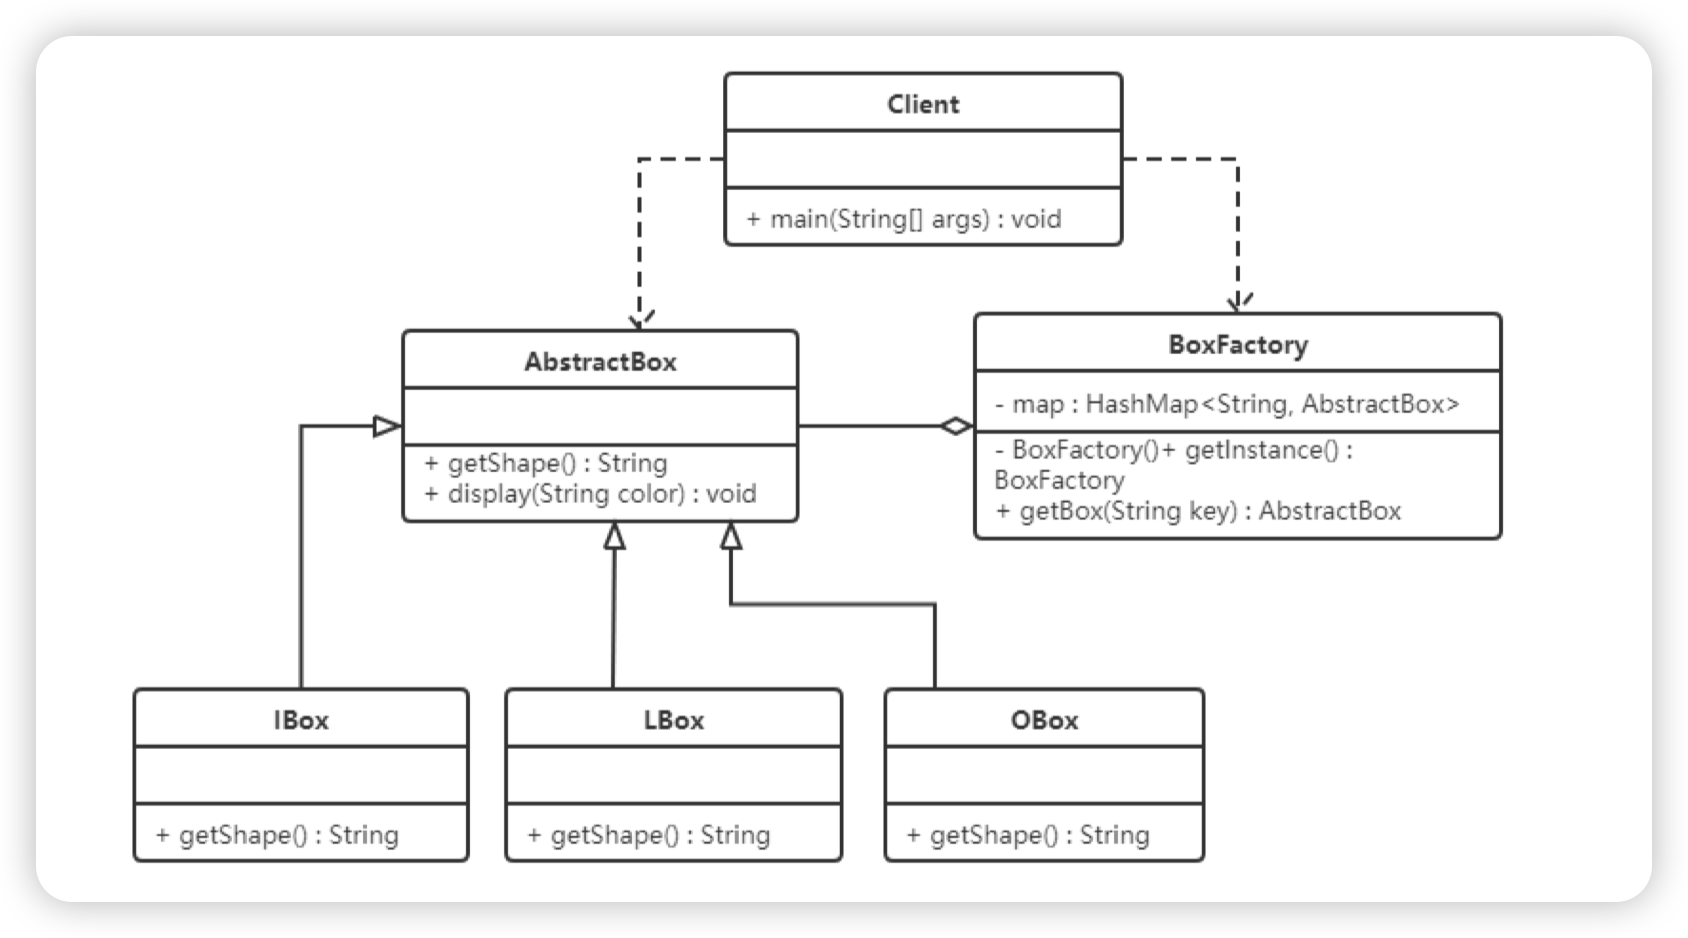 Client
+ main(String[] args) : void
AbstractBox
+ getShape() : String
+ display(String color) : void
BoxFactory
- map : HashMap<String, AbstractBox>
- BoxFactory()+ getInstance() :
BoxFactory
+ getBox(String key) : AbstractBox
IBox
+ getShape() : String
LBox
+ getShape() : String
OBox
+ getShape() : String